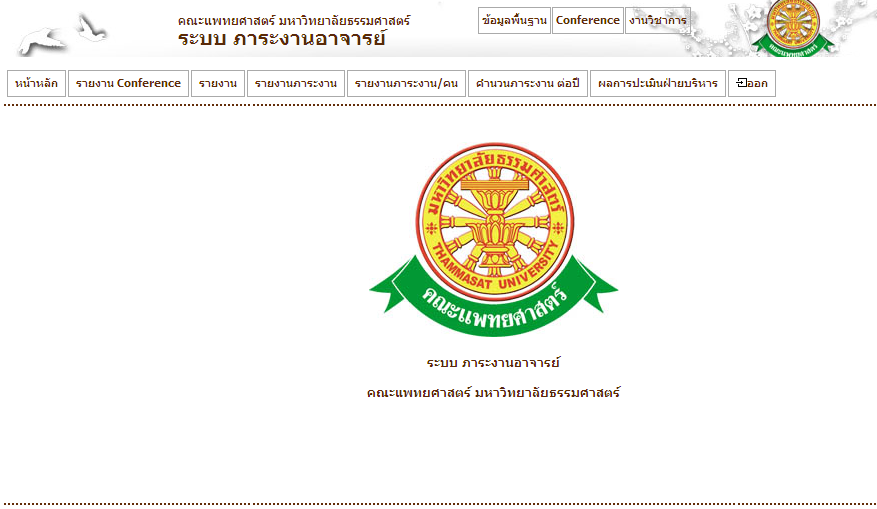 คณะแพทยศาสตร์ มหาวิทยาลัยธรรมศาสตร์
ระบบ ภาระงานอาจารย์
ข้อมูลพื้นฐาน Conference งานวิชาการ
คณะแพทยศาสตร์
หน้าหลัก รายงาน Conference รายงาน รายงานภาระงาน รายงานภาระงาน/คน คำนวนภาระงาน ต่อปี ผลการประเมินฝ่ายบริหาร ออก
มหาวิทยาลัยธรรมศาสตร์
THAMMASAT UNIVERSITY
คณะแพทยศาสตร์
ระบบ ภาระงานอาจารย์
คณะแพทยศาสตร์ มหาวิทยาลัยธรรมศาสตร์